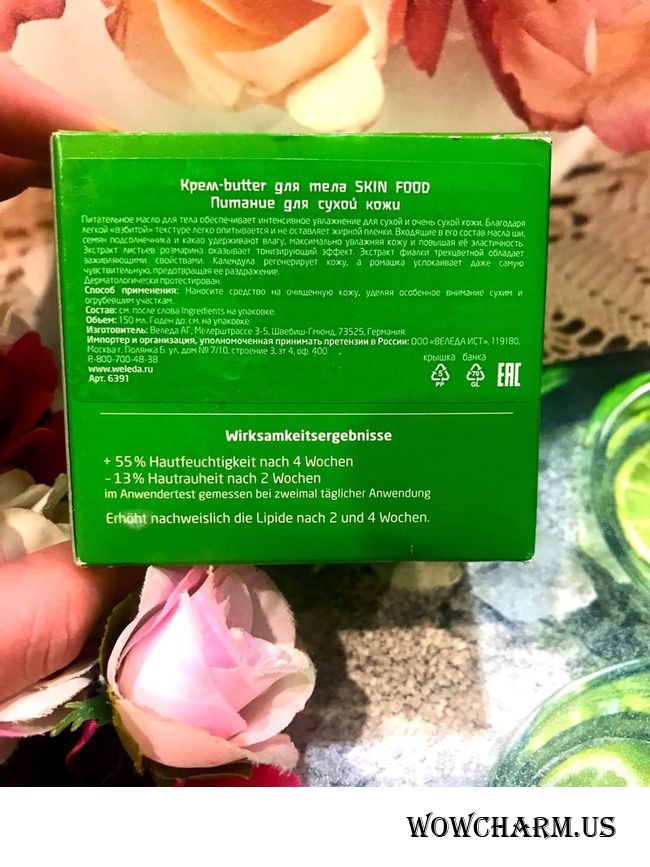 Крем-butter для тела SKIN FOOD
Питание для сухой кожи
Питательное масло для тела обеспечивает интенсивное увлажнение для сухой и очень сухой кожи. Благодаря
легкой «взбитой» текстуре легко впитывается и не оставляет жирной пленки. Входящие в его состав масла ши,
семян подсолнечника и какао удерживают влагу, максимально увлажняя кожу и повышая её эластичность.
Экстракт листьев розмарина оказывает тонизирующий эффект. Экстракт фиалки трехцветной обладает
заживляющими свойствами. Календула регенерирует кожу, а ромашка успокаивает даже самую
чувствительную, предотвращая ее раздражение.
Дерматологически протестирован.
Способ применения: Наносите средство на очищенную кожу, уделяя особенное внимание сухим и
огрубевшим участкам.
Состав: см. после слова Ingredients на упаковке.
Объем: 150 мл. Годен до: см. на упаковке
Изготовитель: Веледа АГ, Мелерштрассе 3-5, Швебиш-Гмюнд, 73525, Германия.
Импортер и организация, уполномоченная принимать претензии в России: ООО «ВЕЛЕДА ИСТ», 119180,
Москва г, Полянка Б. ул, дом № 7/10, строение 3, эт 4, оф. 400
8-800-700-48-38
www.weleda.ru
Арт. 6391
крышка банка
5 70
PP GL
EAC
Wirksamkeitsergebnisse
+ 55 % Hautfeuchtigkeit nach 4 Wochen
– 13 % Hautrauheit nach 2 Wochen
im Anwendertest gemessen bei zweimal täglicher Anwendung
Erhöht nachweislich die Lipide nach 2 und 4 Wochen.
WOWCHARM.US